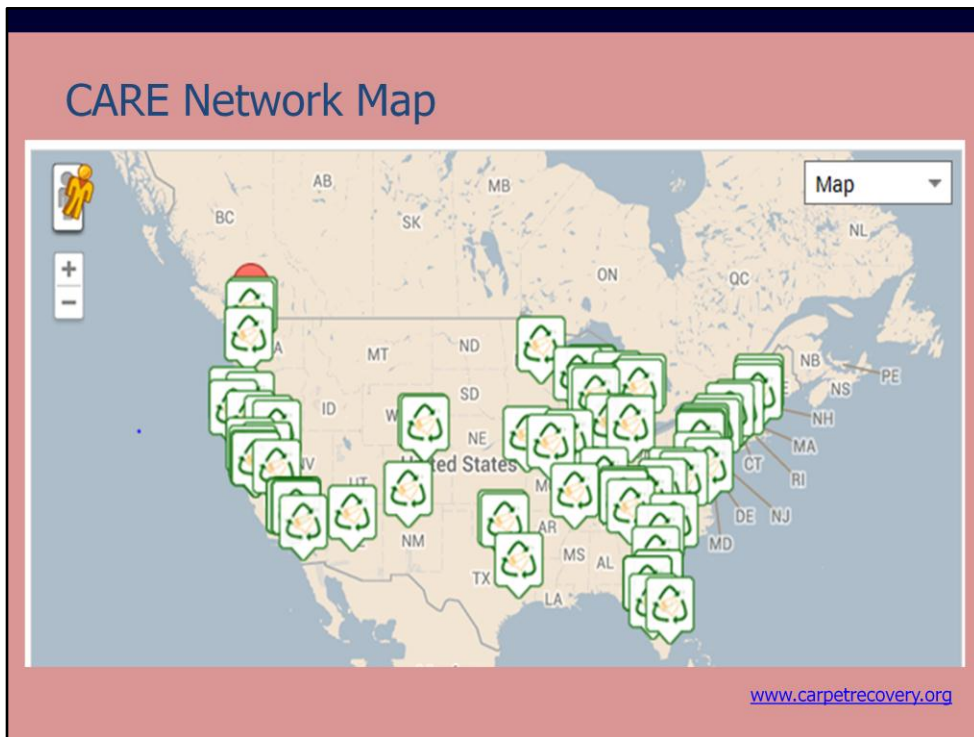 CARE Network Map
Map
AB
MB
BC
SK
NL
ON
QC
+
−
NB
PE
NS
MT
ND
ID
SD
NH
NE
MA
United States
CT
RI
NV
UT
DE
NJ
AR
MD
NM
MS
AL
TX
LA
www.carpetrecovery.org